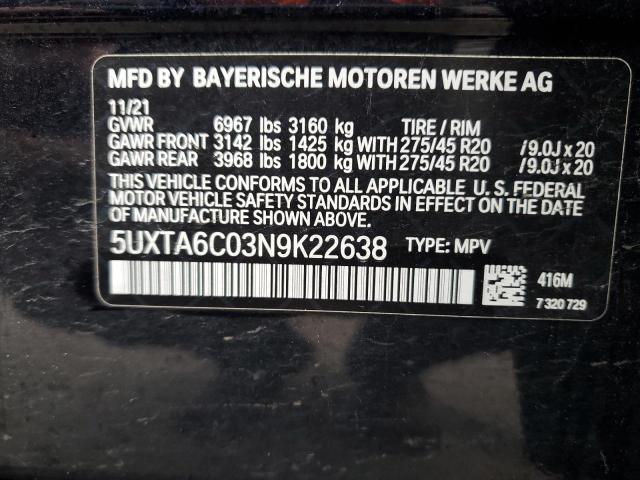 MFD BY BAYERISCHE MOTOREN WERKE AG
11/21
GVWR 6967 lbs 3160 kg TIRE / RIM
GAWR FRONT 3142 lbs 1425 kg WITH 275/45 R20 /9.0J x 20
GAWR REAR 3968 lbs 1800 kg WITH 275/45 R20 /9.0J x 20
THIS VEHICLE CONFORMS TO ALL APPLICABLE U. S. FEDERAL
MOTOR VEHICLE SAFETY STANDARDS IN EFFECT ON THE DATE OF
MANUFACTURE SHOWN ABOVE.
5UXTA6C03N9K22638 TYPE: MPV
416M
7 320 729